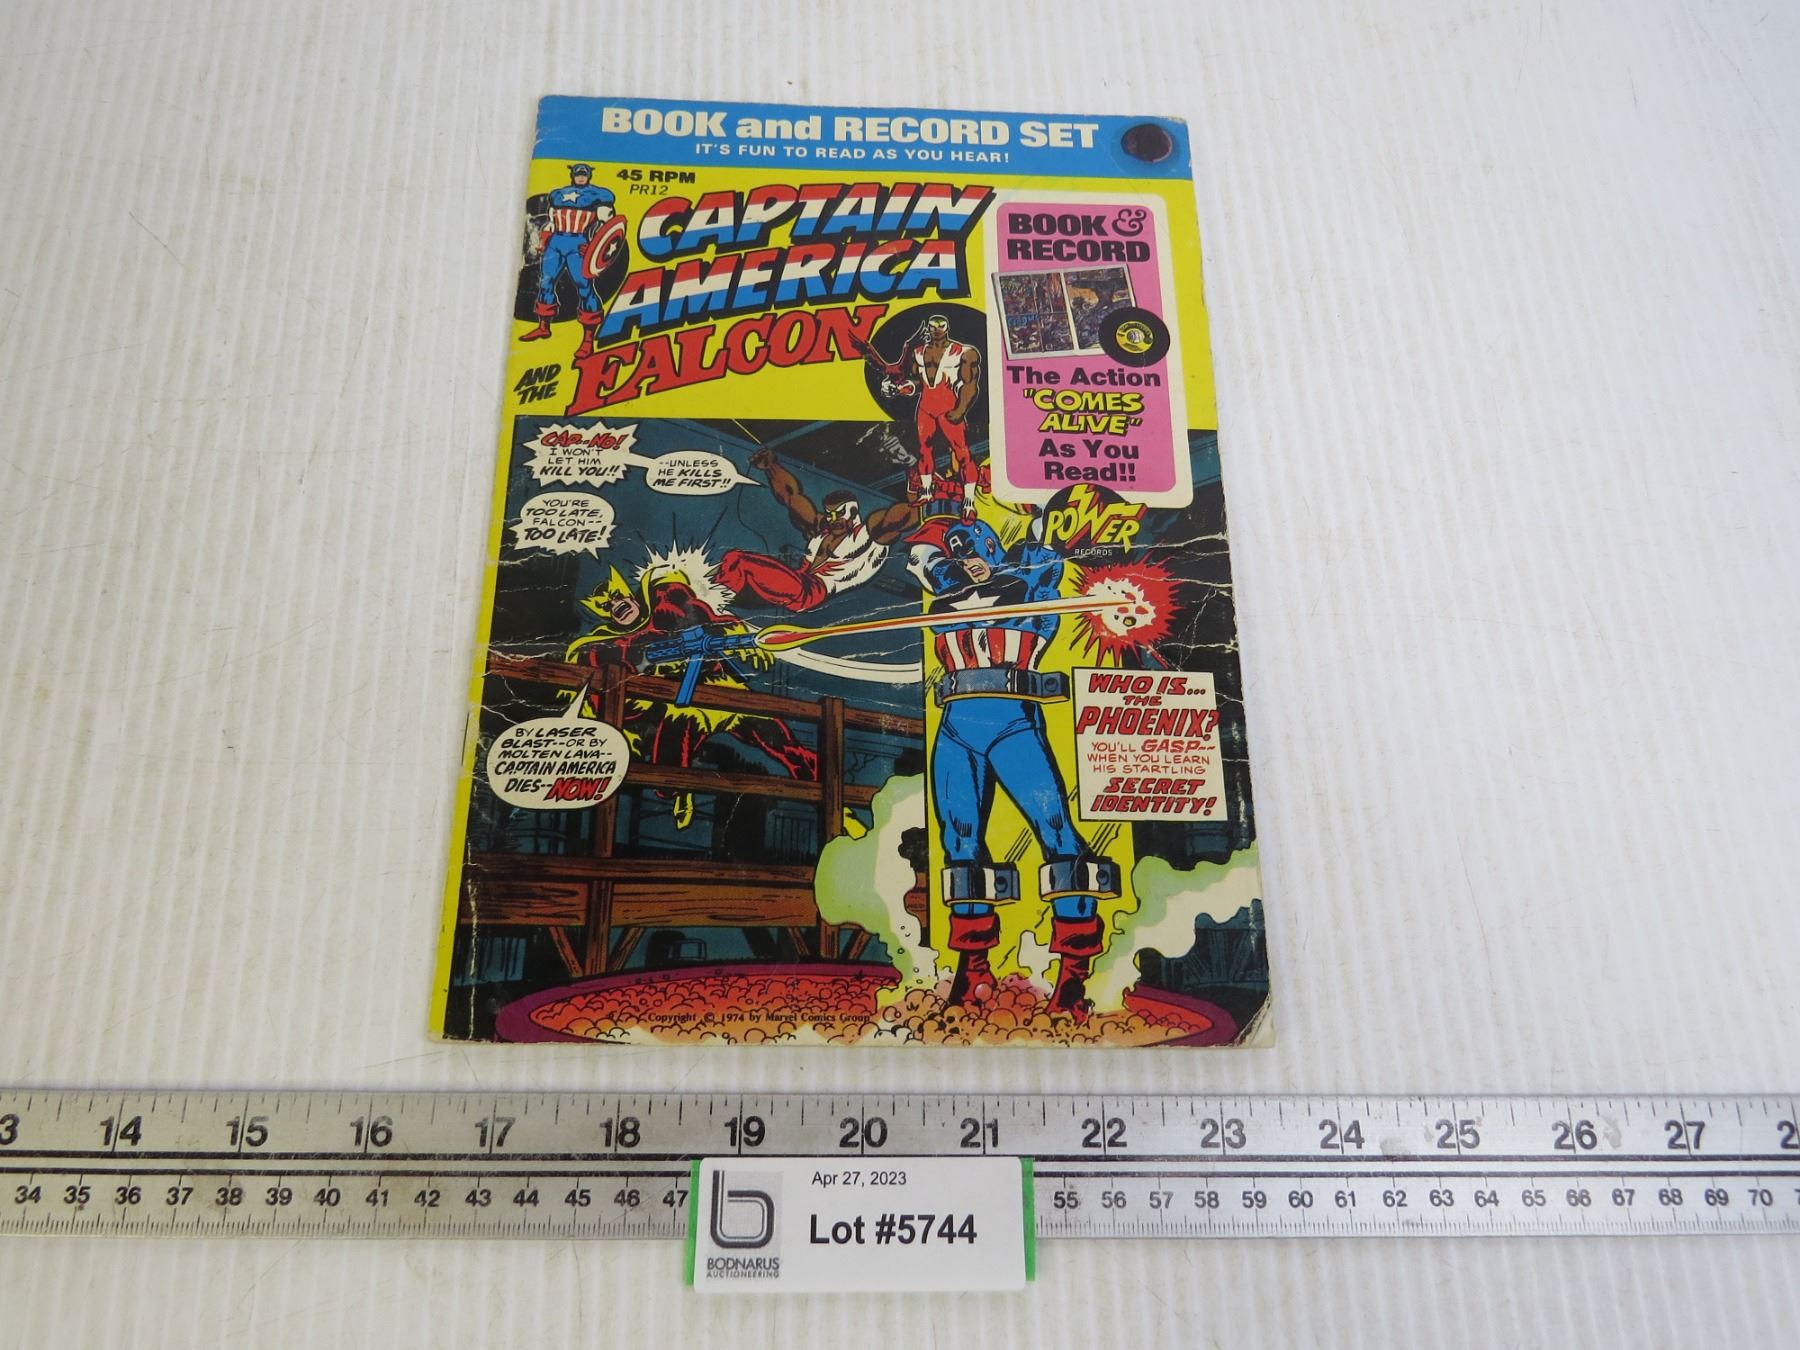 BOOK and RECORD SET
IT'S FUN TO READ AS YOU HEAR!
45 RPM
PR12
CAPTAIN
AMERICA
AND THE
FALCON
BOOK &
RECORD
The Action
"COMES
ALIVE"
As You
Read!!
POWER
RECORDS
CAP--NO!
I WON'T
LET HIM
KILL YOU!!
--UNLESS
HE KILLS
ME FIRST!!
YOU'RE
TOO LATE,
FALCON--
TOO LATE!
BY LASER
BLAST--OR BY
MOLTEN LAVA--
CAPTAIN AMERICA
DIES--NOW!
WHO IS...
THE
PHOENIX?
YOU'LL GASP--
WHEN YOU LEARN
HIS STARTLING
SECRET
IDENTITY!
Copyright © 1974 by Marvel Comics Group
13 14 15 16 17 18 19 20 21 22 23 24 25 26 27
34 35 36 37 38 39 40 41 42 43 44 45 46 47 55 56 57 58 59 60 61 62 63 64 65 66 67 68 69 70
Apr 27, 2023
Lot #5744
BODNARUS
AUCTIONEERING